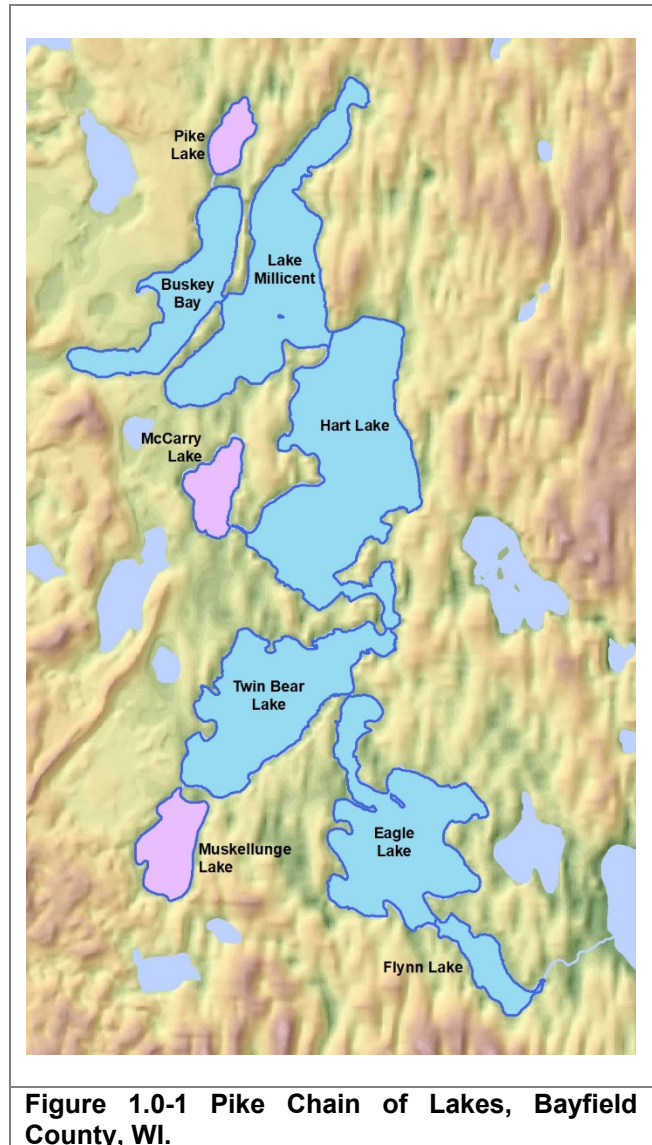 Pike
Lake
Lake
Millicent
Buskey
Bay
Hart Lake
McCarry
Lake
Twin Bear
Lake
Muskellunge
Lake
Eagle
Lake
Flynn Lake
Figure 1.0-1 Pike Chain of Lakes, Bayfield
County, WI.